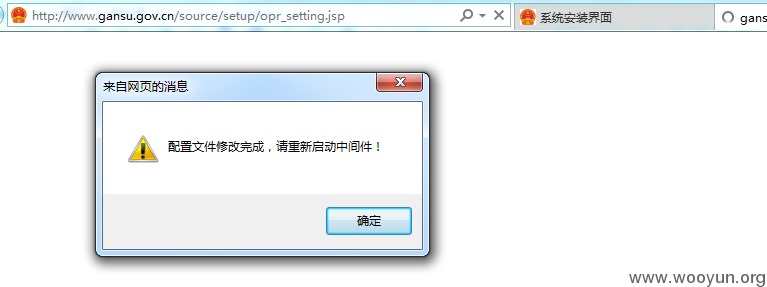 http://www.gansu.gov.cn/source/setup/opr_setting.jsp
系统安装界面
gans
来自网页的消息
配置文件修改完成，请重新启动中间件！
确定
www.wooyun.org